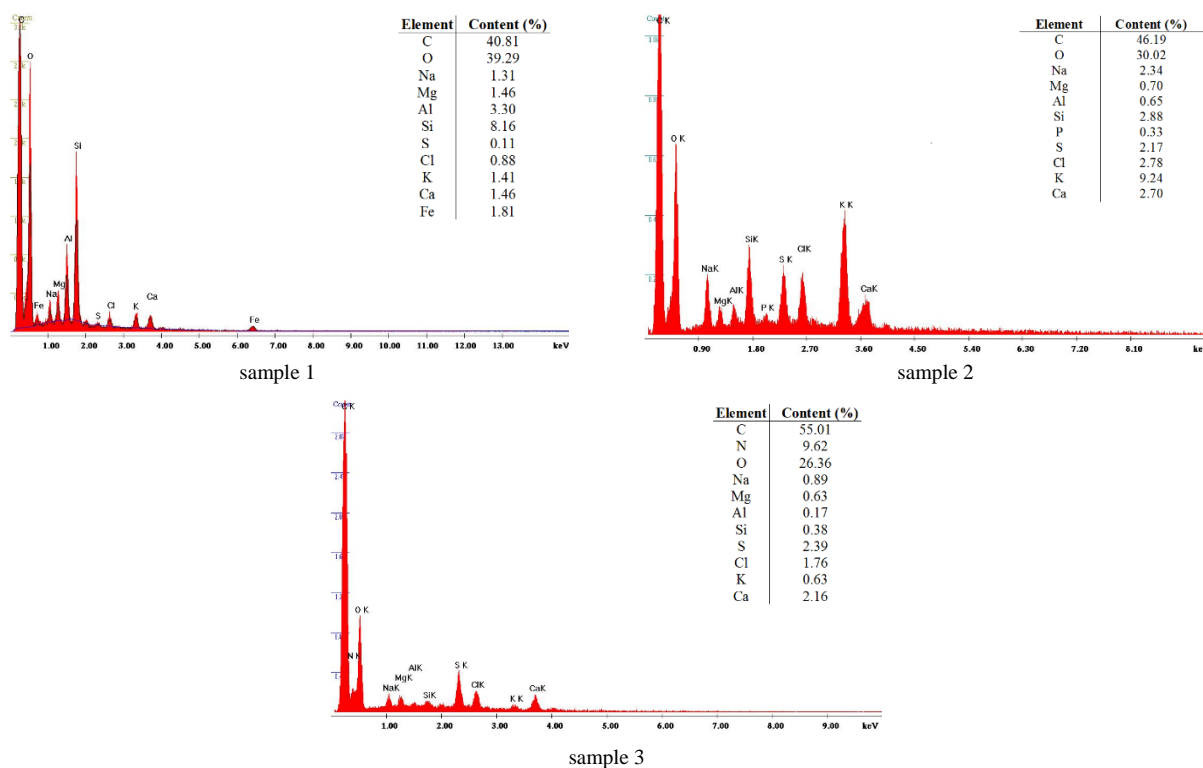 Element Content (%)
C 40.81
O 39.29
Na 1.31
Mg 1.46
Al 3.30
Si 8.16
S 0.11
Cl 0.88
K 1.41
Ca 1.46
Fe 1.81
O
Si
Al
Fe
Na
Mg
S
Cl
K
Ca
Fe
1.00 2.00 3.00 4.00 5.00 6.00 7.00 8.00 9.00 10.00 11.00 12.00 13.00 keV
sample 1
Element Content (%)
C 46.19
O 30.02
Na 2.34
Mg 0.70
Al 0.65
Si 2.88
P 0.33
S 2.17
Cl 2.78
K 9.24
Ca 2.70
O K
NaK
MgK
AlK
SiK
P K
S K
ClK
K K
CaK
0.90 1.80 2.70 3.60 4.50 5.40 6.30 7.20 8.10
sample 2
Element Content (%)
C 55.01
N 9.62
O 26.36
Na 0.89
Mg 0.63
Al 0.17
Si 0.38
S 2.39
Cl 1.76
K 0.63
Ca 2.16
C K
N K
O K
NaK
MgK
AlK
SiK
S K
ClK
K K
CaK
1.00 2.00 3.00 4.00 5.00 6.00 7.00 8.00 9.00 keV
sample 3